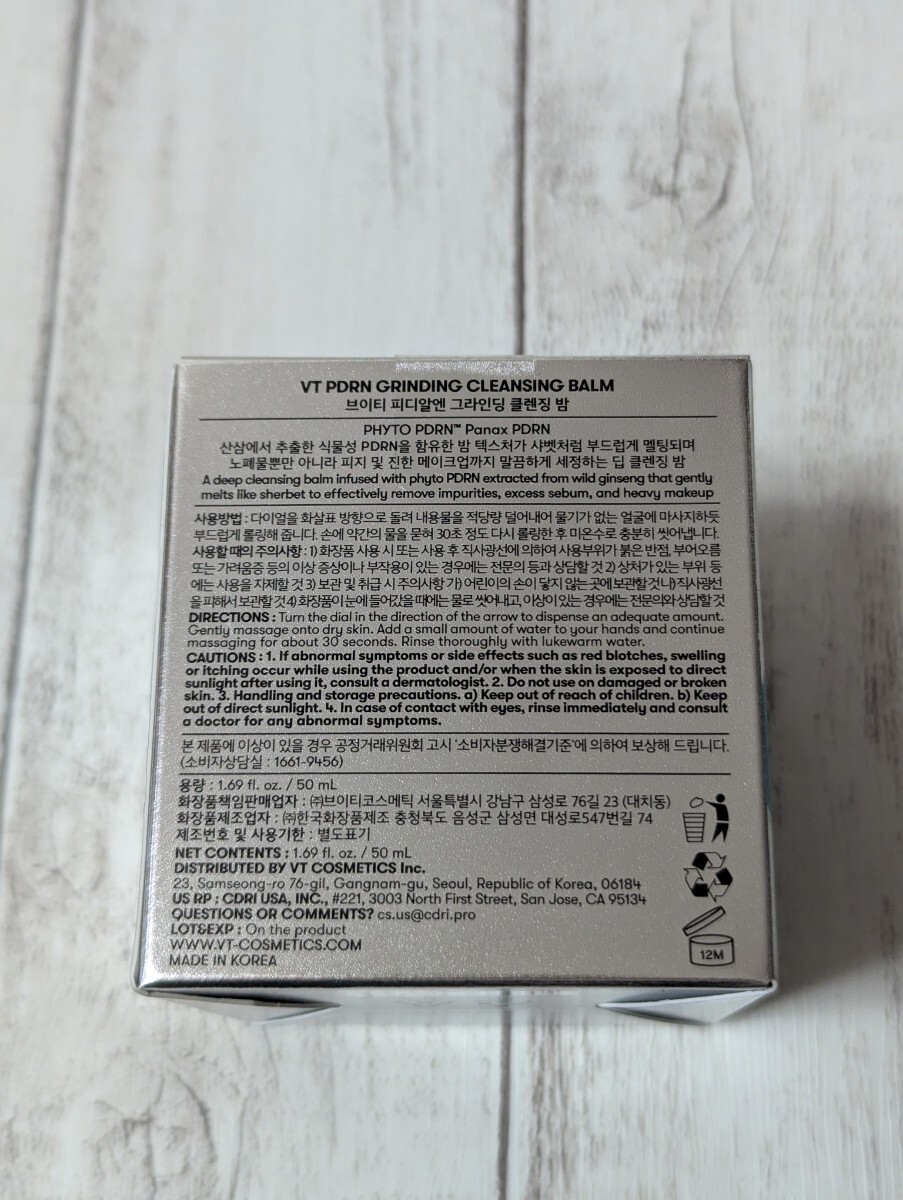 VT PDRN GRINDING CLEANSING BALM
브이티 피디알엔 그라인딩 클렌징 밤
PHYTO PDRN™ Panax PDRN
산삼에서 추출한 식물성 PDRN을 함유한 밤 텍스처가 샤벳처럼 부드럽게 멜팅되며
노폐물뿐만 아니라 피지 및 진한 메이크업까지 말끔하게 세정하는 딥 클렌징 밤
A deep cleansing balm infused with phyto PDRN extracted from wild ginseng that gently
melts like sherbet to effectively remove impurities, excess sebum, and heavy makeup
사용방법 : 다이얼을 화살표 방향으로 돌려 내용물을 적당량 덜어내어 물기가 없는 얼굴에 마사지하듯
부드럽게 롤링해 줍니다. 손에 약간의 물을 묻혀 30초 정도 다시 롤링한 후 미온수로 충분히 씻어냅니다.
사용할 때의 주의사항 : 1) 화장품 사용 시 또는 사용 후 직사광선에 의하여 사용부위가 붉은 반점, 부어오름
또는 가려움증 등의 이상 증상이나 부작용이 있는 경우에는 전문의 등과 상담할 것 2) 상처가 있는 부위 등
에는 사용을 자제할 것 3) 보관 및 취급 시 주의사항 가) 어린이의 손이 닿지 않는 곳에 보관할 것 나) 직사광선
을 피해서 보관할 것 4) 화장품이 눈에 들어갔을 때에는 물로 씻어내고, 이상이 있는 경우에는 전문의와 상담할 것
DIRECTIONS : Turn the dial in the direction of the arrow to dispense an adequate amount.
Gently massage onto dry skin. Add a small amount of water to your hands and continue
massaging for about 30 seconds. Rinse thoroughly with lukewarm water.
CAUTIONS : 1. If abnormal symptoms or side effects such as red blotches, swelling
or itching occur while using the product and/or when the skin is exposed to direct
sunlight after using it, consult a dermatologist. 2. Do not use on damaged or broken
skin. 3. Handling and storage precautions. a) Keep out of reach of children. b) Keep
out of direct sunlight. 4. In case of contact with eyes, rinse immediately and consult
a doctor for any abnormal symptoms.
본 제품에 이상이 있을 경우 공정거래위원회 고시 '소비자분쟁해결기준'에 의하여 보상해 드립니다.
(소비자상담실 : 1661-9456)
용량 : 1.69 fl. oz. / 50 mL
화장품책임판매업자 : ㈜브이티코스메틱 서울특별시 강남구 삼성로 76길 23 (대치동)
화장품제조업자 : ㈜한국화장품제조 충청북도 음성군 삼성면 대성로547번길 74
제조번호 및 사용기한 : 별도표기
NET CONTENTS : 1.69 fl. oz. / 50 mL
DISTRIBUTED BY VT COSMETICS Inc.
23, Samseong-ro 76-gil, Gangnam-gu, Seoul, Republic of Korea, 06184
US RP : CDRI USA, INC., #221, 3003 North First Street, San Jose, CA 95134
QUESTIONS OR COMMENTS? cs.us@cdri.pro
LOT&EXP : On the product
WWW.VT-COSMETICS.COM
MADE IN KOREA
12M